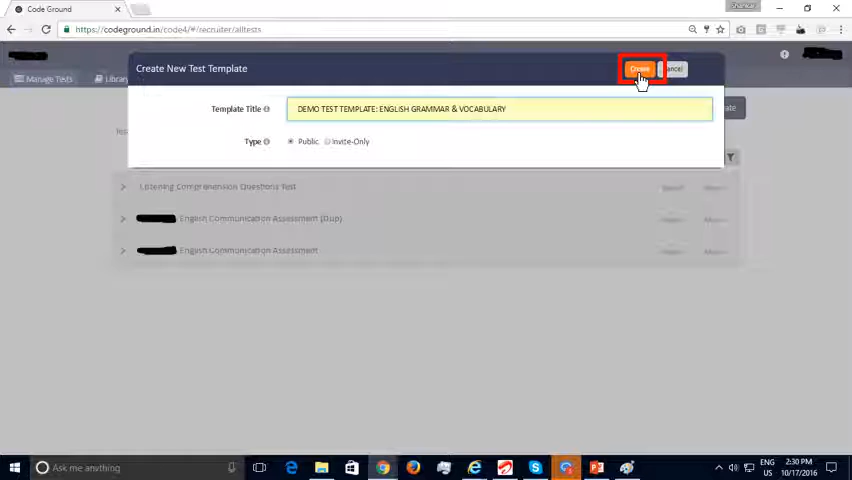 Code Ground
Shankar
https://codeground.in/code4/#/recruiter/alltests
Manage Tests
Library
Create New Test Template
Create
Cancel
Template Title
DEMO TEST TEMPLATE: ENGLISH GRAMMAR & VOCABULARY
Type
Public
Invite-Only
Listening Comprehension Questions Test
English Communication Assessment (Dup)
English Communication Assessment
Ask me anything
ENG
US
2:30 PM
10/17/2016